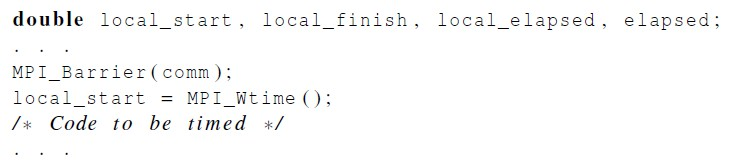 double local_start, local_finish, local_elapsed, elapsed;
. . .
MPI_Barrier(comm);
local_start = MPI_Wtime();
/* Code to be timed */
. . .